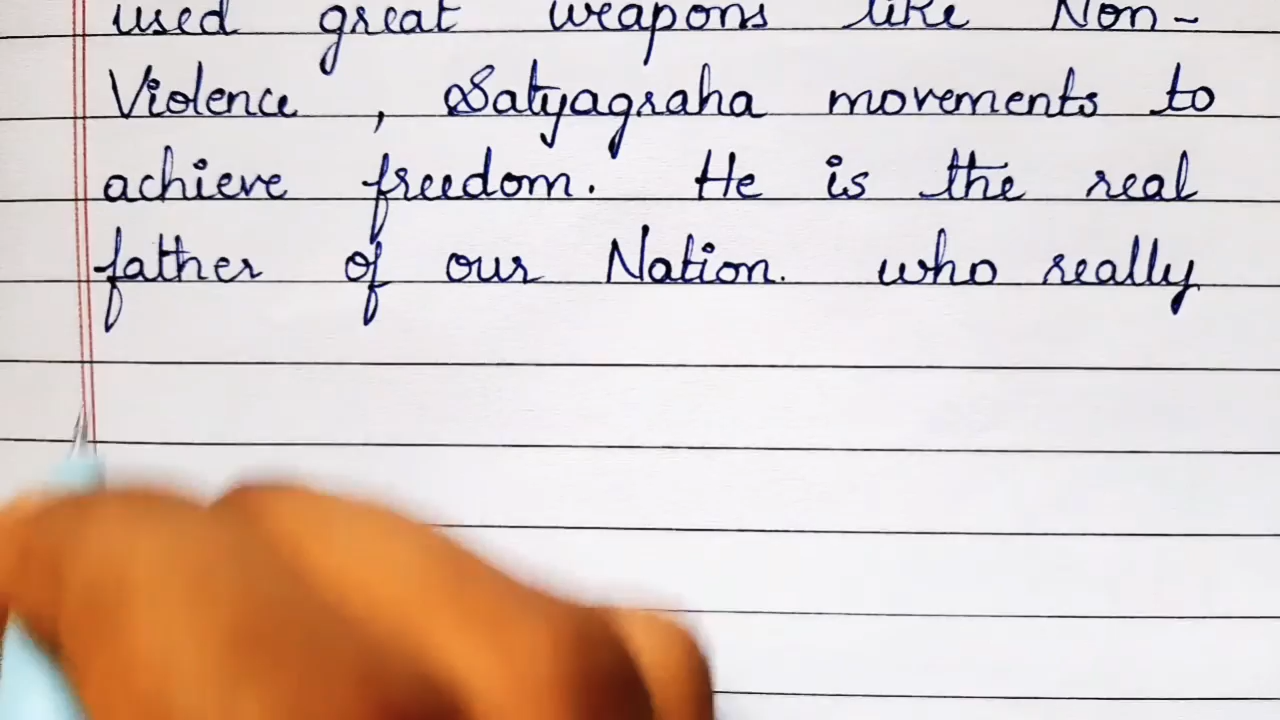 used great weapons like Non-
Violence , Satyagraha movements to
achieve freedom. He is the real
father of our Nation. who really